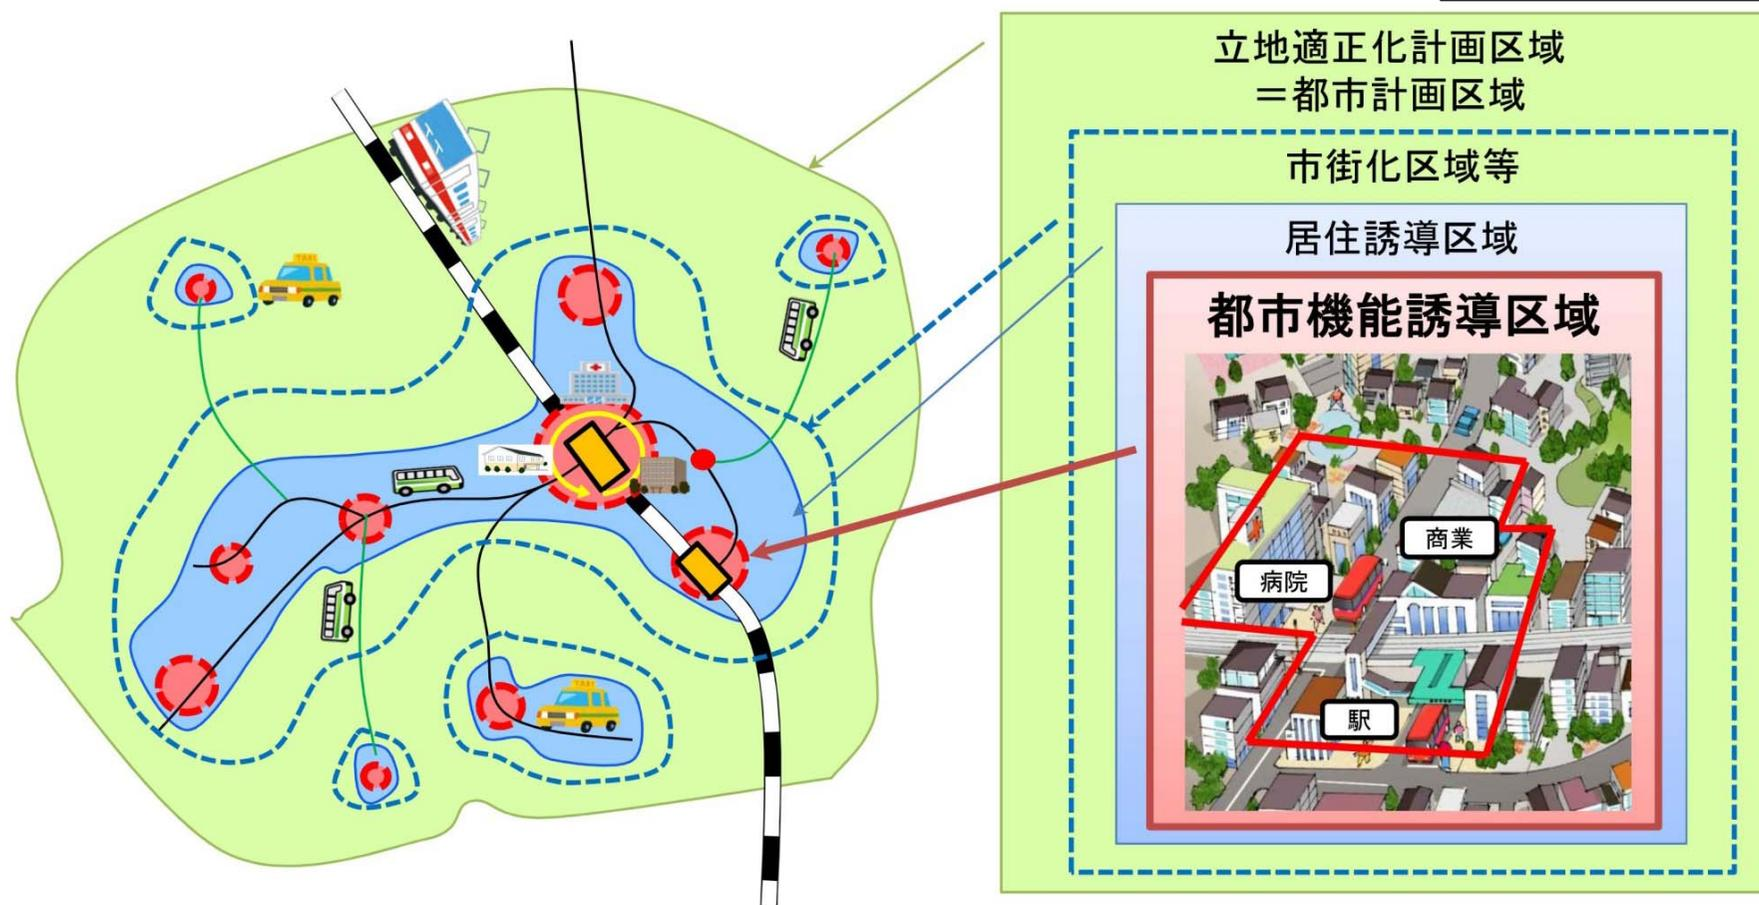 立地適正化計画区域
＝都市計画区域
市街化区域等
居住誘導区域
都市機能誘導区域
商業
病院
駅
TAXI
TAXI